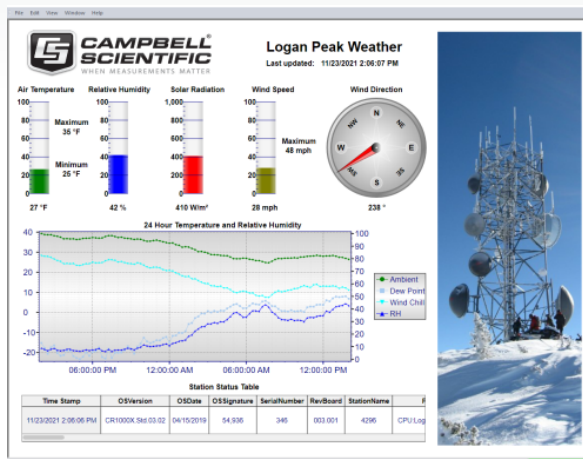 File Edit View Window Help
CAMPBELL
SCIENTIFIC
WHEN MEASUREMENTS MATTER
Logan Peak Weather
Last updated: 11/23/2021 2:06:07 PM
Air Temperature Relative Humidity Solar Radiation Wind Speed Wind Direction
100 100 1,000 100
80 80 800 80
60 60 600 60
40 40 400 40
20 20 200 20
0 0 0 0
Maximum
35 °F
Minimum
25 °F
Maximum
48 mph
N
NE
E
SE
S
SW
W
NW
27 °F 42 % 410 W/m² 28 mph 238 °
24 Hour Temperature and Relative Humidity
40
30
20
10
0
-10
-20
100
90
80
70
60
50
40
30
20
10
0
06:00:00 PM 12:00:00 AM 06:00:00 AM 12:00:00 PM
Ambient
Dew Point
Wind Chill
RH
Station Status Table
Time Stamp OSVersion OSDate OSSignature SerialNumber RevBoard StationName
11/23/2021 2:06:06 PM CR1000X.Std.03.02 04/15/2019 54,936 346 003.001 4296 CPU:Log